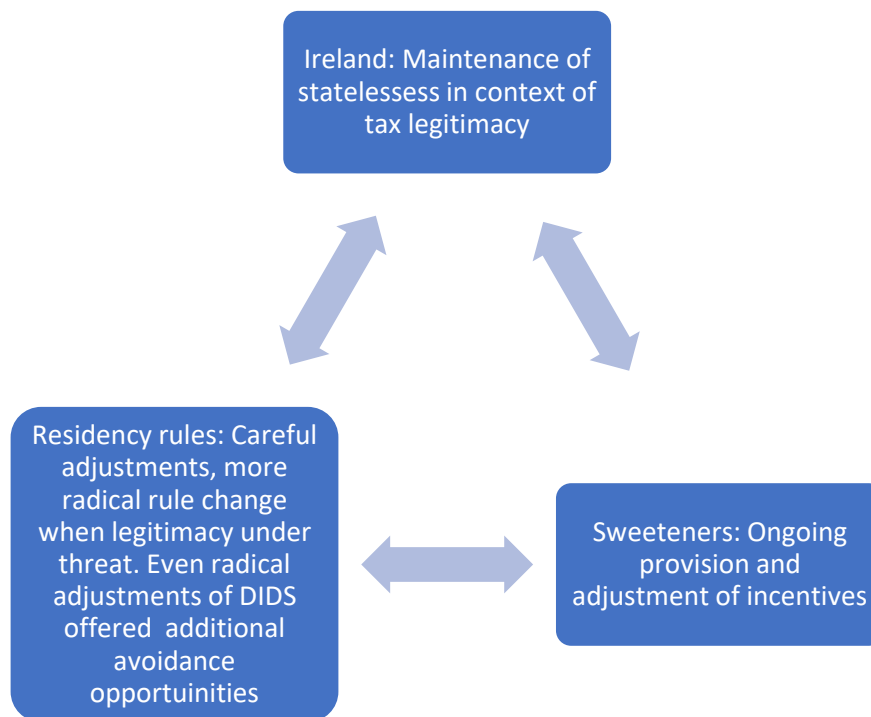 Ireland: Maintenance of
statelessess in context of
tax legitimacy
Residency rules: Careful
adjustments, more
radical rule change
when legitimacy under
threat. Even radical
adjustments of DIDS
offered  additional
avoidance
opportuinities
Sweeteners: Ongoing
provision and
adjustment of incentives